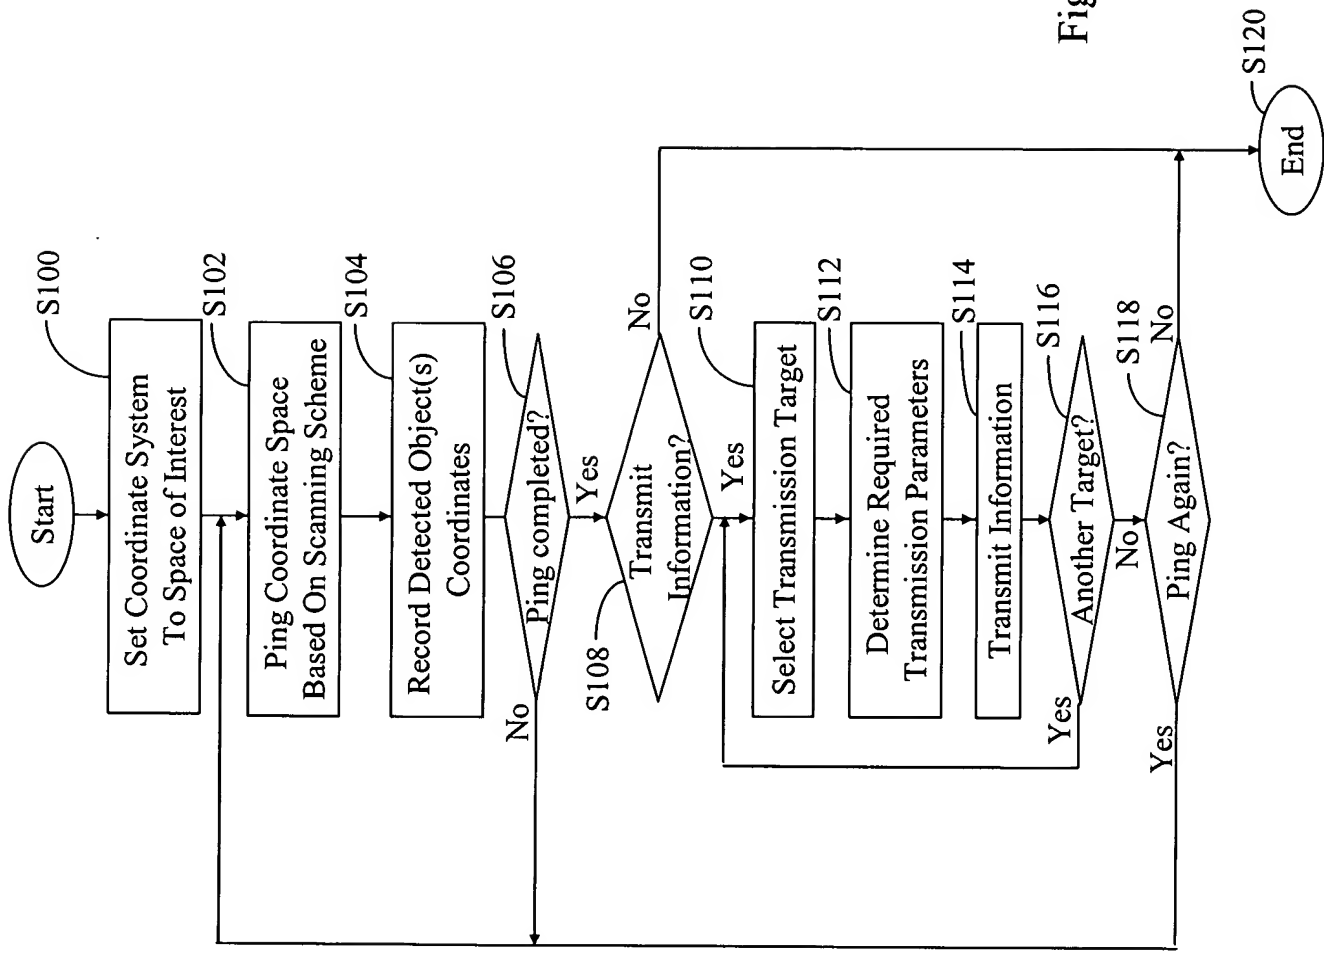 Start
S100
Set Coordinate System
To Space of Interest
S102
Ping Coordinate Space
Based On Scanning Scheme
S104
Record Detected Object(s)
Coordinates
S106
Ping completed?
No
Yes
S108
Transmit
Information?
No
Yes
S110
Select Transmission Target
S112
Determine Required
Transmission Parameters
S114
Transmit Information
S116
Another Target?
Yes
No
S118
Ping Again?
Yes
No
S120
End